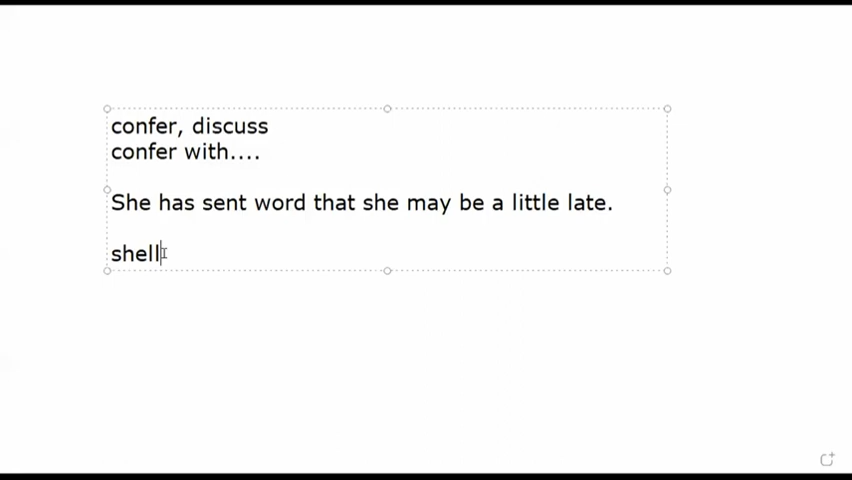 confer, discuss
confer with....
She has sent word that she may be a little late.
shell